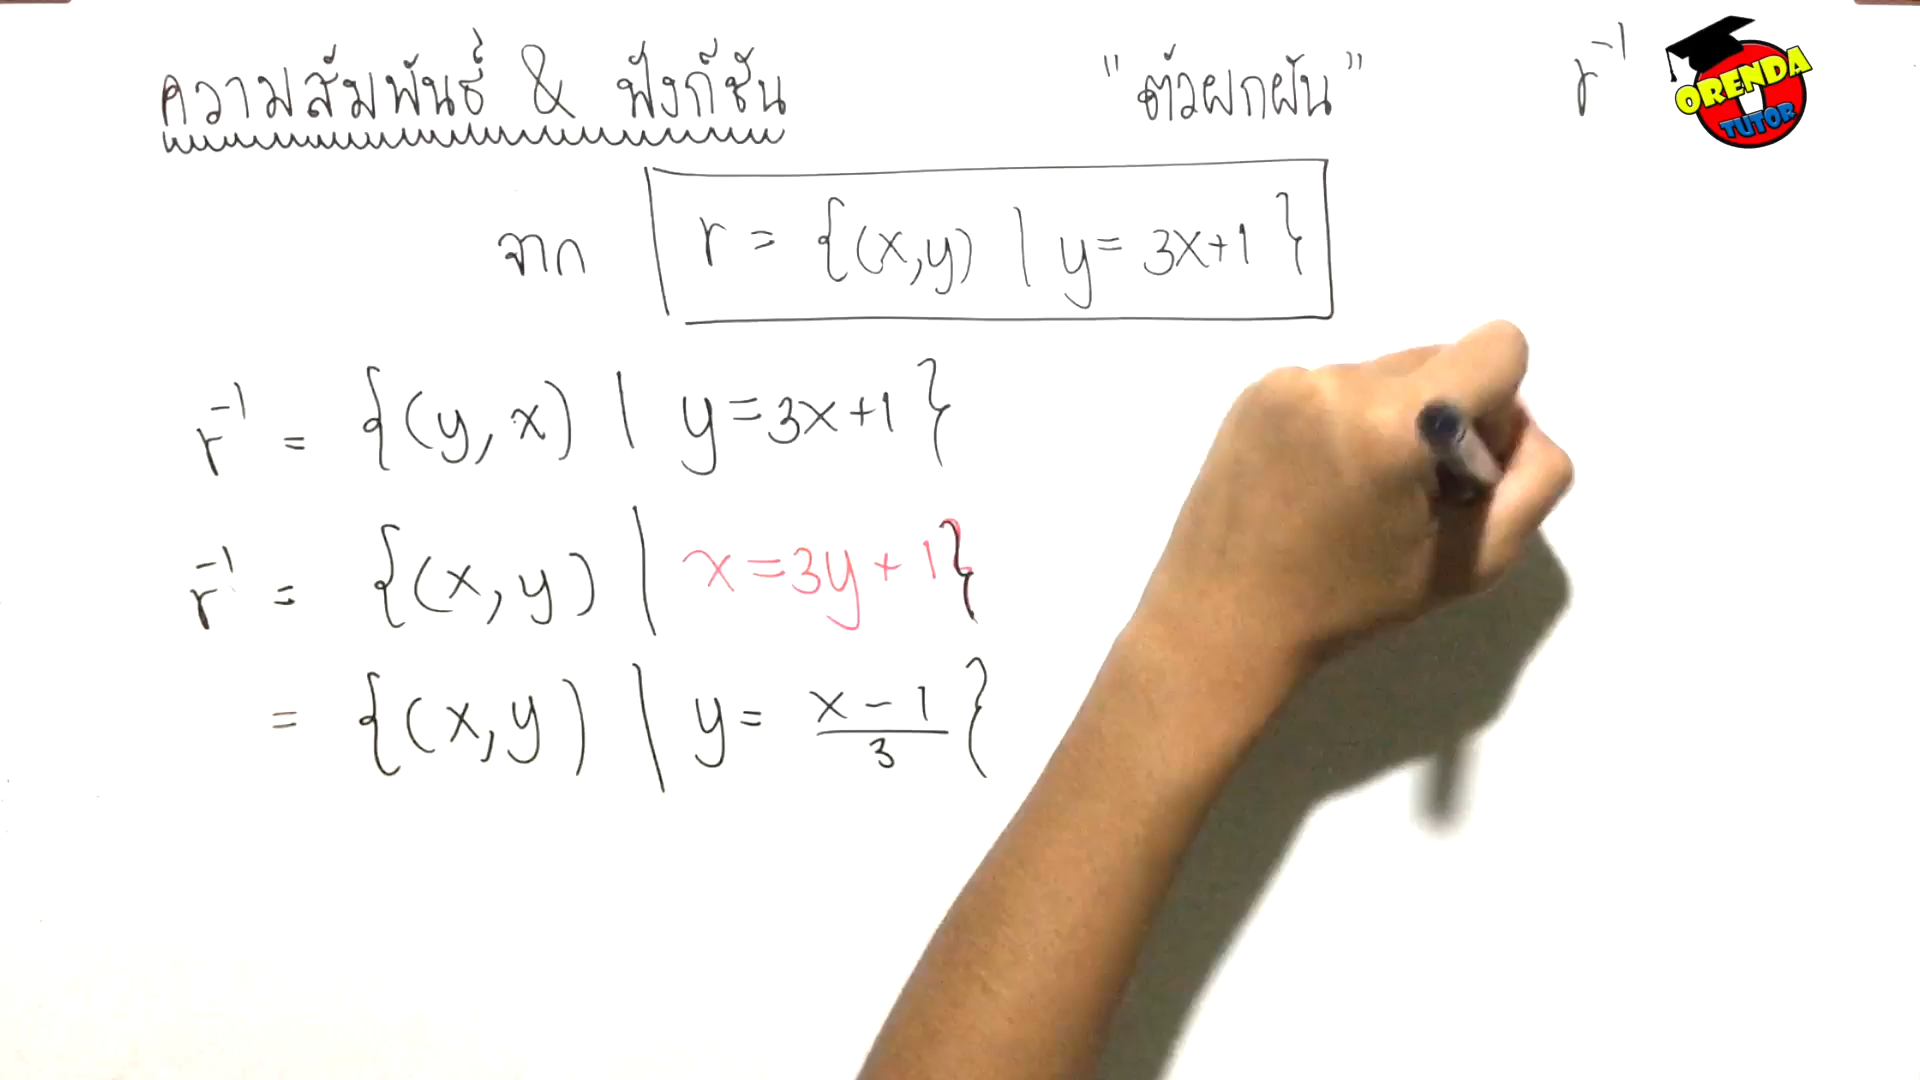 ความสัมพันธ์ & ฟังก์ชัน "ตัวผกผัน" r⁻¹
ORENDA
TUTOR
จาก r = {(x,y) | y = 3x+1}
r⁻¹ = {(y, x) | y = 3x+1}
r⁻¹ = {(x, y) | x = 3y + 1}
= {(x, y) | y = \frac{x - 1}{3}}